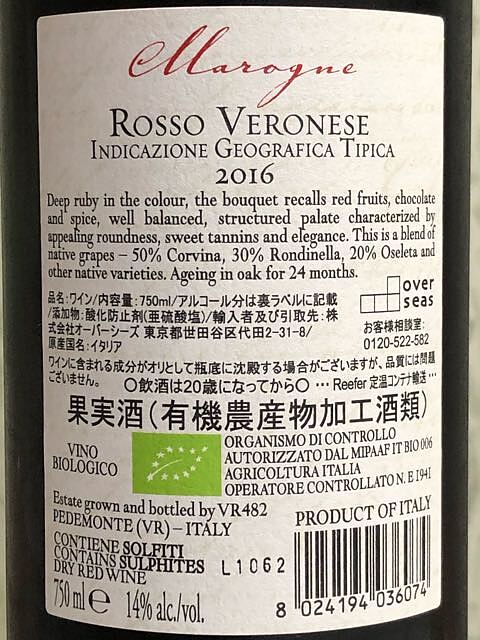 Marogne
ROSSO VERONESE
INDICAZIONE GEOGRAFICA TIPICA
2016
Deep ruby in the colour, the bouquet recalls red fruits, chocolate
and spice, well balanced, structured palate characterized by
appealing roundness, sweet tannins and elegance. This is a blend of
native grapes – 50% Corvina, 30% Rondinella, 20% Oseleta and
other native varieties. Ageing in oak for 24 months.
品名:ワイン/内容量:750ml/アルコール分は裏ラベルに記載
/添加物:酸化防止剤(亜硫酸塩)/輸入者及び引取先:株
式会社オーバーシーズ 東京都世田谷区代田2-31-8/
原産国名:イタリア
over
seas
お客様相談室:
0120-522-582
ワインに含まれる成分がオリとして瓶底に沈殿する場合がございますが、品質には問題
ございません。 〇飲酒は20歳になってから〇 … Reefer 定温コンテナ輸送 …
果実酒(有機農産物加工酒類)
VINO
BIOLOGICO
ORGANISMO DI CONTROLLO
AUTORIZZATO DAL MIPAAF IT BIO 006
AGRICOLTURA ITALIA
OPERATORE CONTROLLATO N. E 1941
Estate grown and bottled by VR482
PEDEMONTE (VR) – ITALY
PRODUCT OF ITALY
CONTIENE SOLFITI
CONTAINS SULPHITES
DRY RED WINE
L1062
750 ml e 14% alc./vol.
8 024194 036074